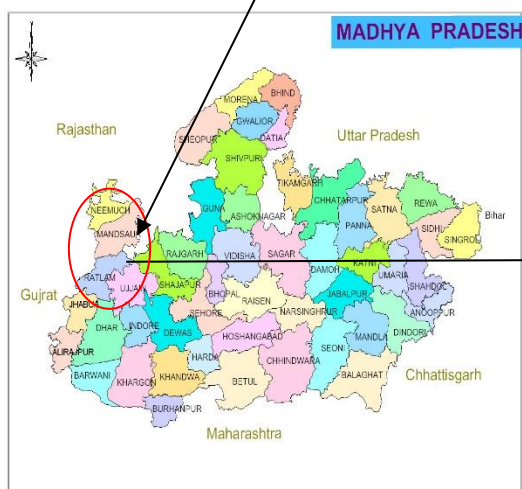 MADHYA PRADESH
BHIND
MORENA
GWALIOR
Rajasthan
SHEOPUR
DATIA
Uttar Pradesh
SHIVPURI
TIKAMGARH
NEEMUCH
GUNA
CHHATARPUR
SATNA
REWA
ASHOKNAGAR
PANNA
Bihar
MANDSAU
SIDHI
SINGROLI
RAJGARH
VIDISHA
SAGAR
DAMOH
KATNI
UMARIA
RATLAM
SHAHDOL
Gujrat
UJJAIN
SHAJAPUR
BHOPAL
RAISEN
JABALPUR
ANOOPPUR
JHABUA
SEHORE
NARSINGHPUR
DHAR
INDORE
DEWAS
HOSHANGABAD
MANDLA
DINDORI
ALIRAJPUR
SEONI
HARDA
CHHINDWARA
BARWANI
KHARGON
KHANDWA
BETUL
BALAGHAT
Chhattisgarh
BURHANPUR
Maharashtra